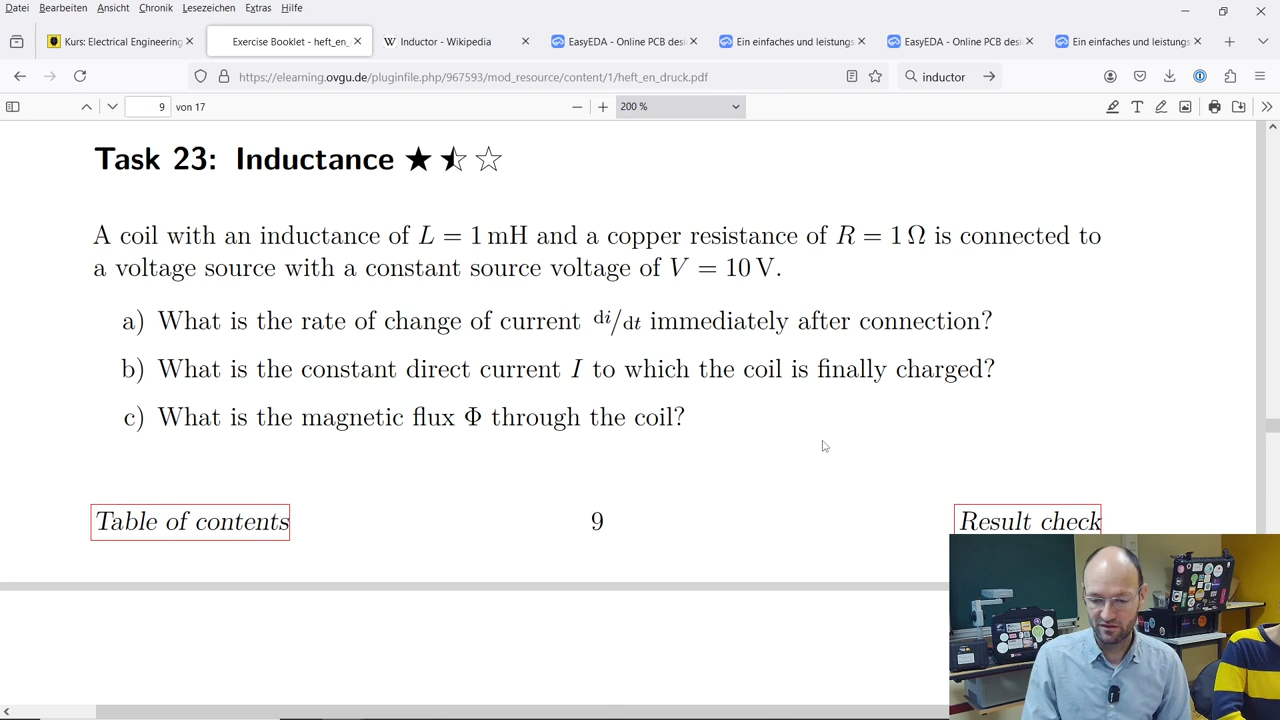 Datei Bearbeiten Ansicht Chronik Lesezeichen Extras Hilfe
Kurs: Electrical Engineering
Exercise Booklet - heft_en_
Inductor - Wikipedia
EasyEDA - Online PCB desi
Ein einfaches und leistungs
EasyEDA - Online PCB desi
Ein einfaches und leistungs
https://elearning.ovgu.de/pluginfile.php/967593/mod_resource/content/1/heft_en_druck.pdf
inductor
9 von 17
200 %
Task 23: Inductance ★
A coil with an inductance of L = 1 mH and a copper resistance of R = 1 Ω is connected to
a voltage source with a constant source voltage of V = 10 V.
a) What is the rate of change of current di/dt immediately after connection?
b) What is the constant direct current I to which the coil is finally charged?
c) What is the magnetic flux Φ through the coil?
Table of contents
9
Result check